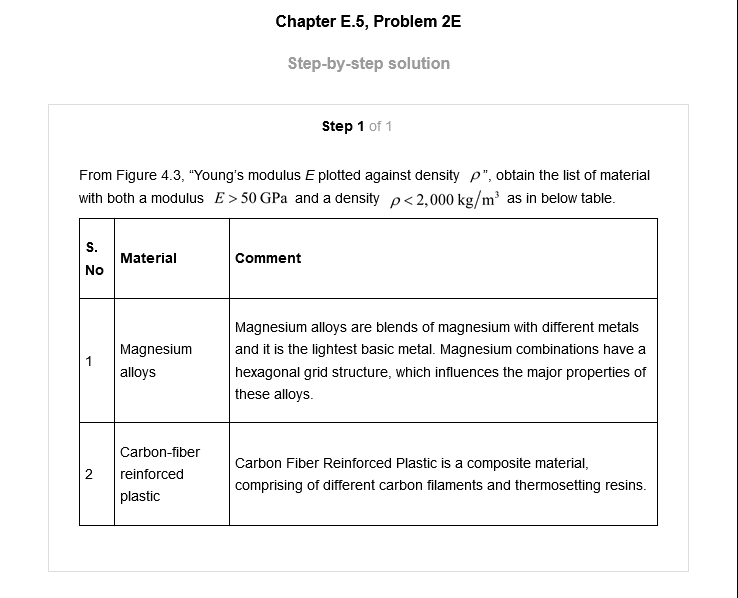 Chapter E.5, Problem 2E
Step-by-step solution
Step 1 of 1
From Figure 4.3, “Young's modulus E plotted against density ρ”, obtain the list of material
with both a modulus E > 50 GPa and a density ρ < 2,000 kg/m³ as in below table.
S.
No
Material
Comment
1
Magnesium
alloys
Magnesium alloys are blends of magnesium with different metals
and it is the lightest basic metal. Magnesium combinations have a
hexagonal grid structure, which influences the major properties of
these alloys.
2
Carbon-fiber
reinforced
plastic
Carbon Fiber Reinforced Plastic is a composite material,
comprising of different carbon filaments and thermosetting resins.